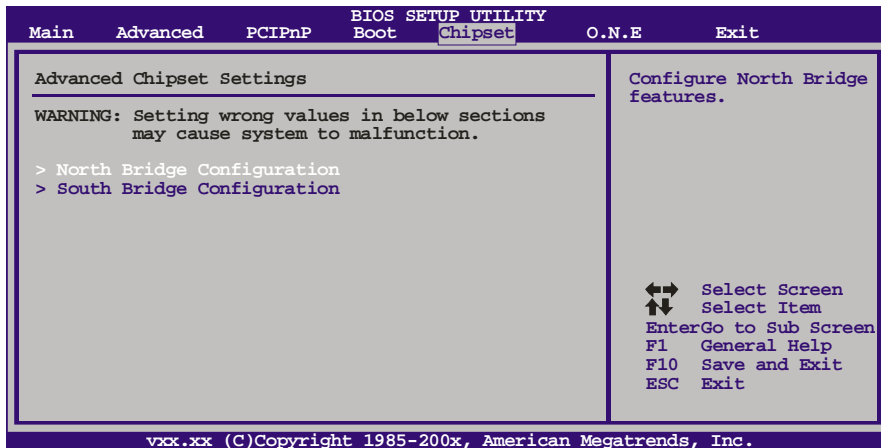 BIOS SETUP UTILITY
Main Advanced PCIPnP Boot Chipset O.N.E Exit
Advanced Chipset Settings
WARNING: Setting wrong values in below sections
may cause system to malfunction.
> North Bridge Configuration
> South Bridge Configuration
Configure North Bridge
features.
Select Screen
Select Item
EnterGo to Sub Screen
F1 General Help
F10 Save and Exit
ESC Exit
vxx.xx (C)Copyright 1985-200x, American Megatrends, Inc.